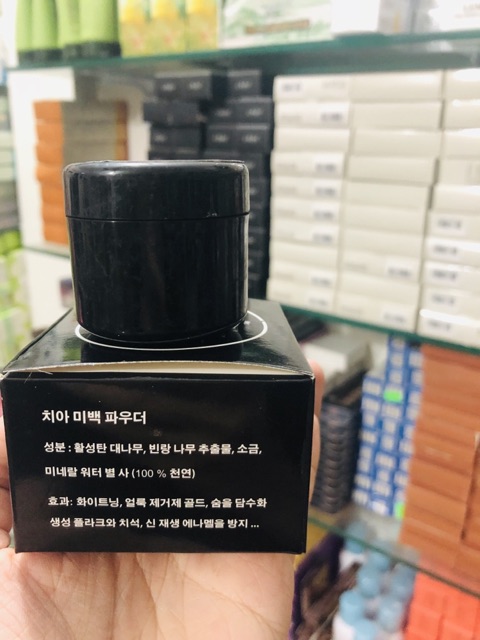 치아 미백 파우더
성분 : 활성탄 대나무, 빈랑 나무 추출물, 소금,
미네랄 워터 별 사 (100 % 천연)
효과: 화이트닝, 얼룩 제거제 골드, 숨을 담수화
생성 플라크와 치석, 신 재생 에나멜을 방지 ...